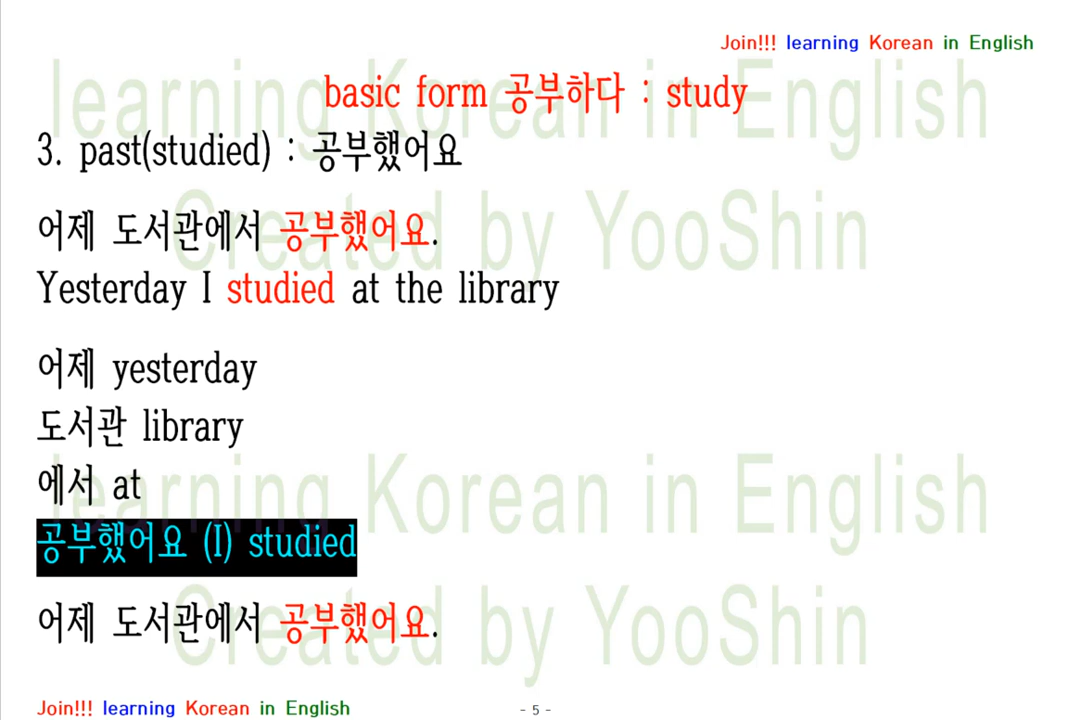 Join!!! learning Korean in English
basic form 공부하다 : study
3. past(studied) : 공부했어요
어제 도서관에서 공부했어요.
Yesterday I studied at the library
어제 yesterday
도서관 library
에서 at
공부했어요 (I) studied
어제 도서관에서 공부했어요.
Join!!! learning Korean in English
- 5 -
learning Korean in English
Created by YooShin
learning Korean in English
Created by YooShin